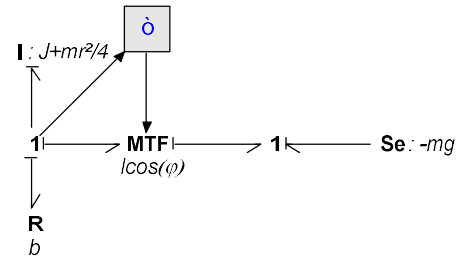 ò
I : J+mr²/4
1 MTF 1 Se : -mg
lcos(φ)
R
b